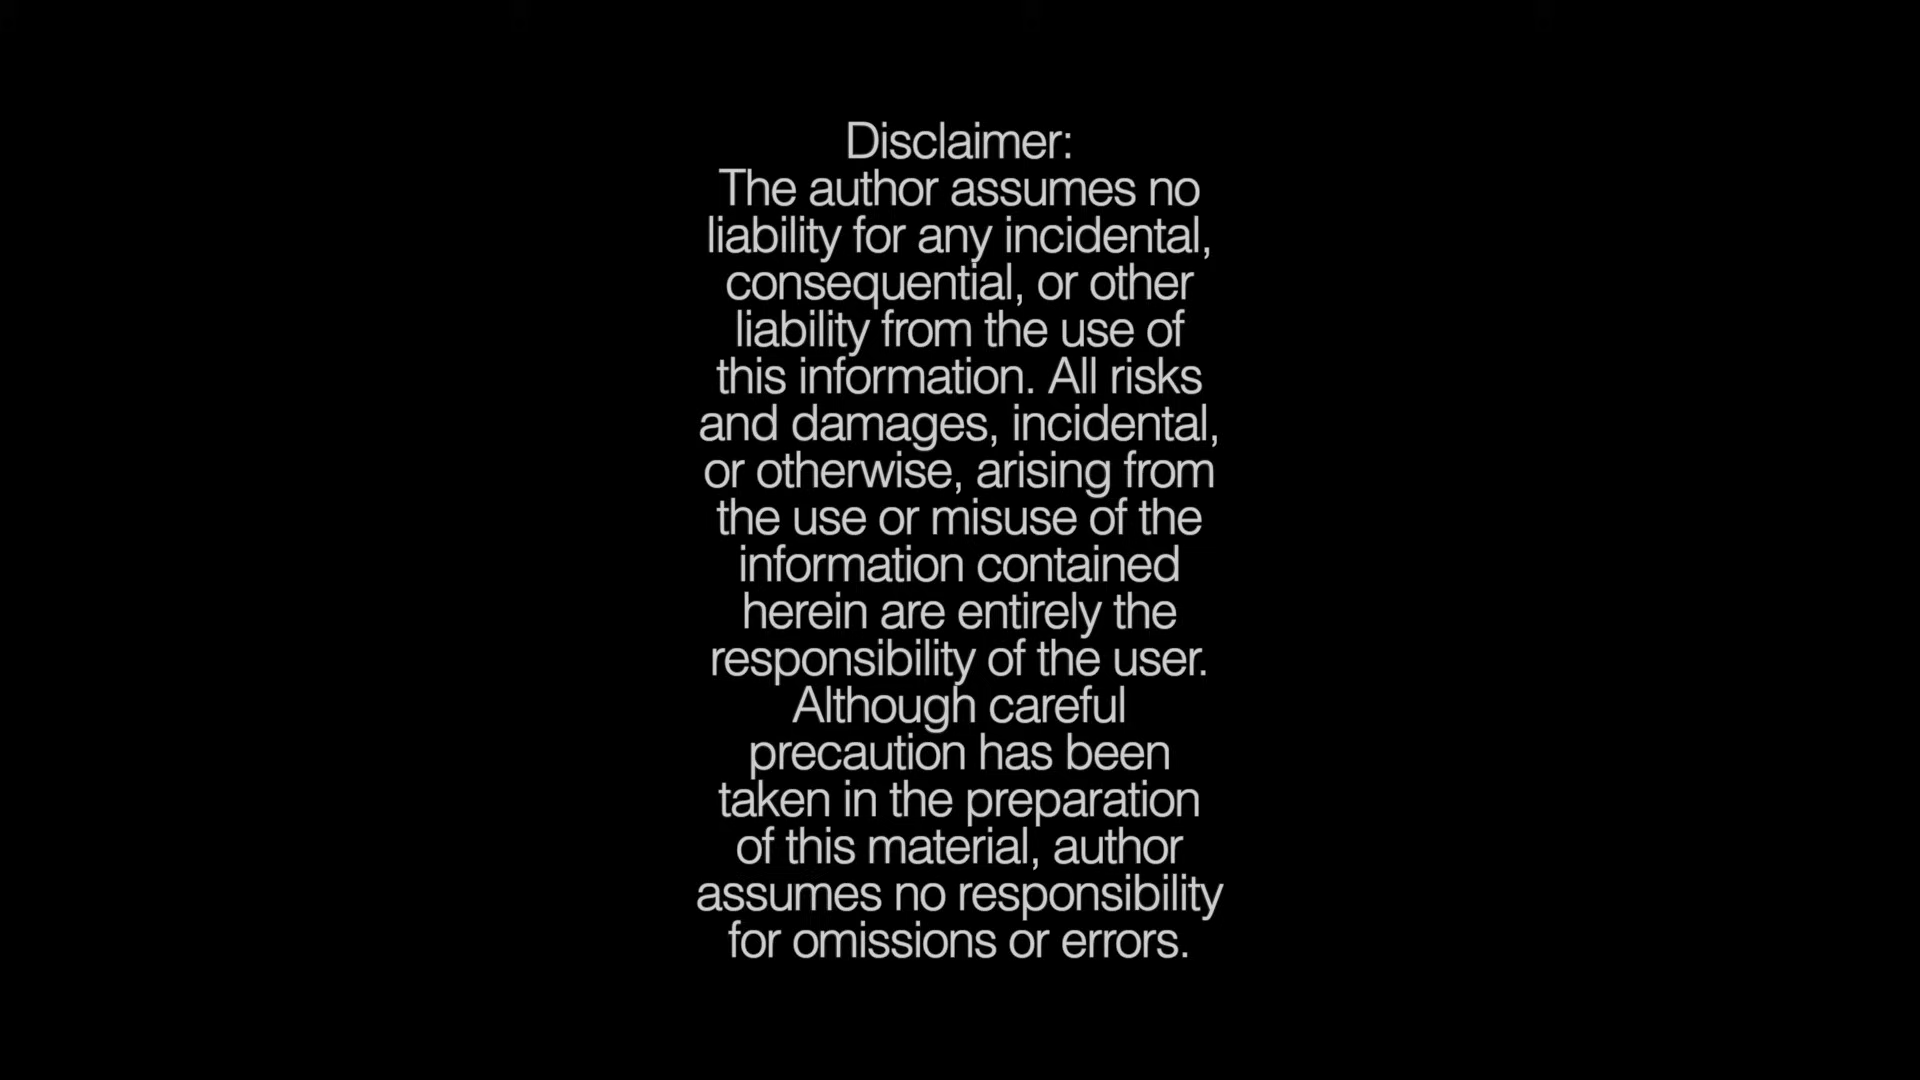 Disclaimer:
The author assumes no
liability for any incidental,
consequential, or other
liability from the use of
this information. All risks
and damages, incidental,
or otherwise, arising from
the use or misuse of the
information contained
herein are entirely the
responsibility of the user.
Although careful
precaution has been
taken in the preparation
of this material, author
assumes no responsibility
for omissions or errors.